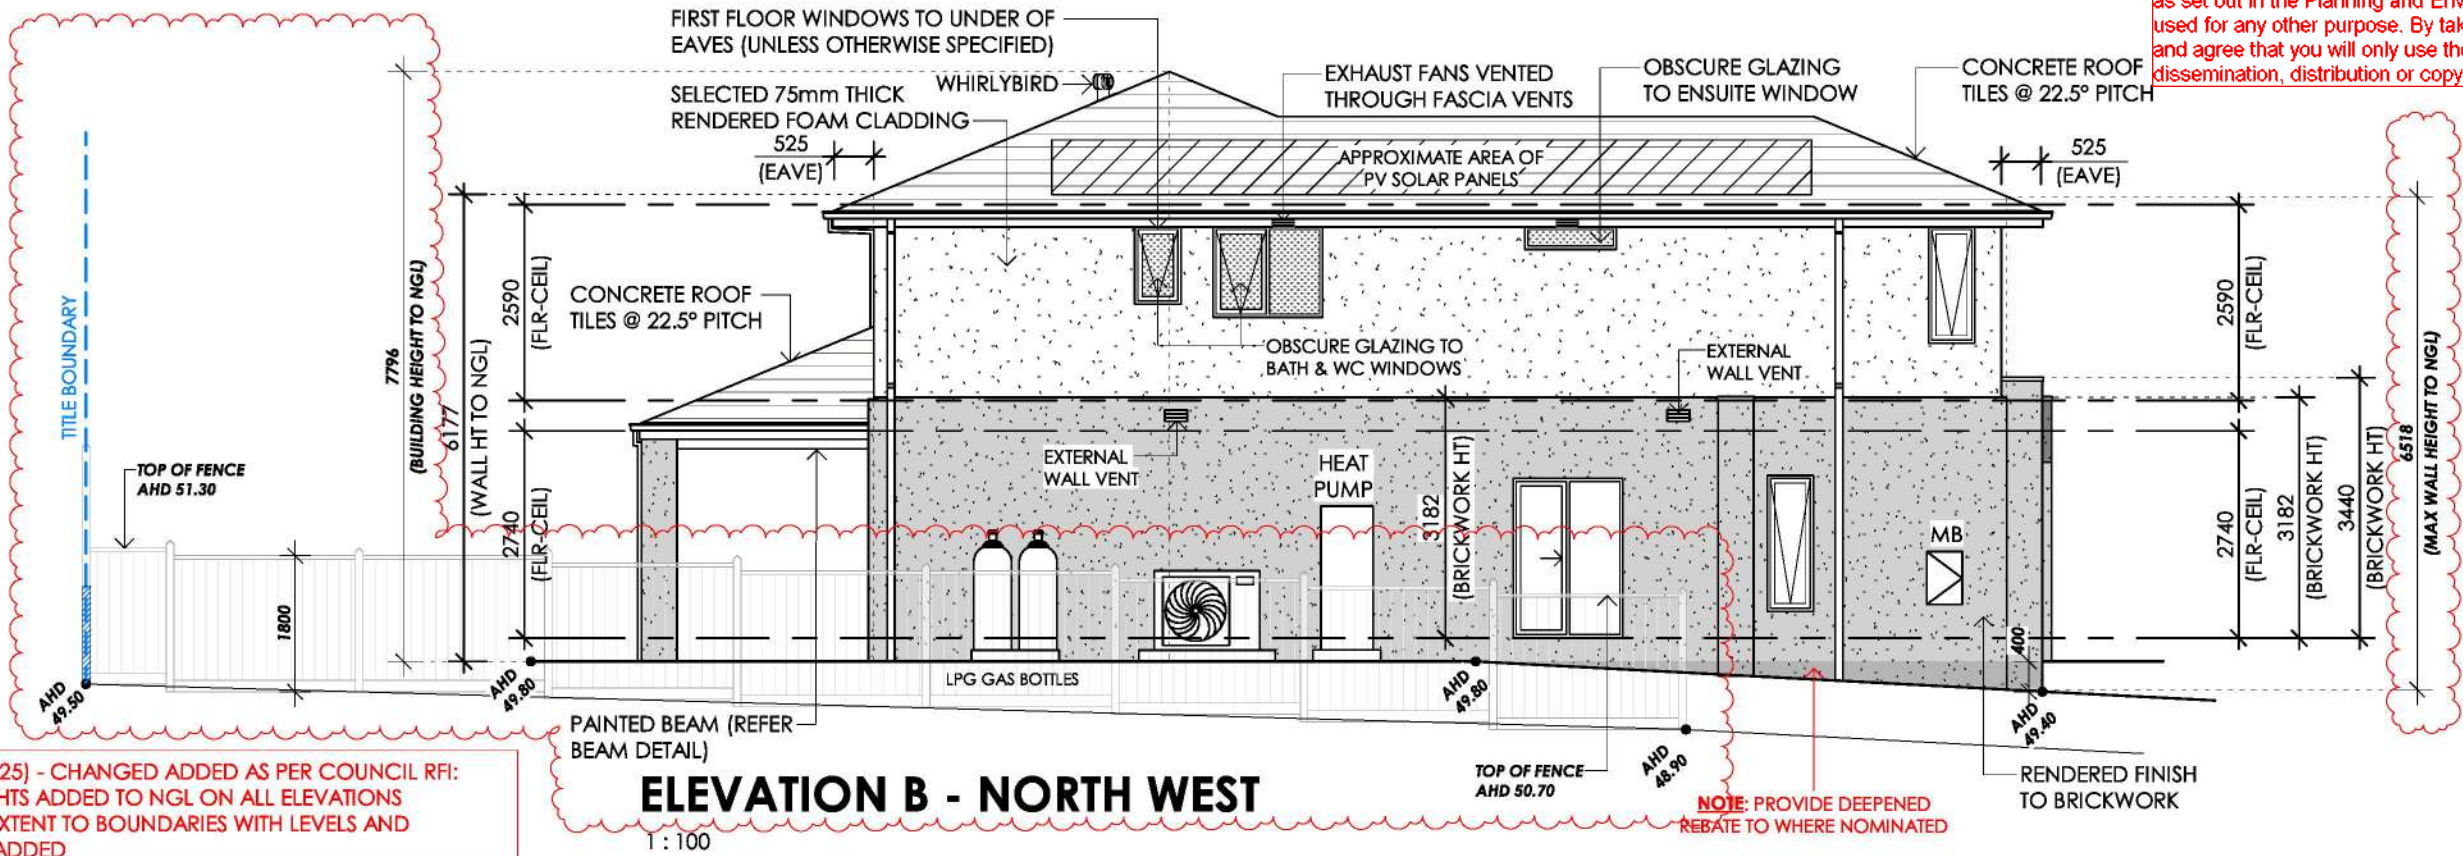 as set out in the Planning and Env
used for any other purpose. By tak
and agree that you will only use the
dissemination, distribution or copy
FIRST FLOOR WINDOWS TO UNDER OF
EAVES (UNLESS OTHERWISE SPECIFIED)
WHIRLYBIRD
SELECTED 75mm THICK
RENDERED FOAM CLADDING
525
(EAVE)
EXHAUST FANS VENTED
THROUGH FASCIA VENTS
OBSCURE GLAZING
TO ENSUITE WINDOW
CONCRETE ROOF
TILES @ 22.5° PITCH
525
(EAVE)
APPROXIMATE AREA OF
PV SOLAR PANELS
TITLE BOUNDARY
7796
(BUILDING HEIGHT TO NGL)
6177
(WALL HT TO NGL)
2590
(FLR-CEIL)
2740
(FLR-CEIL)
CONCRETE ROOF
TILES @ 22.5° PITCH
OBSCURE GLAZING TO
BATH & WC WINDOWS
EXTERNAL
WALL VENT
EXTERNAL
WALL VENT
HEAT
PUMP
3182
(BRICKWORK HT)
MB
2590
(FLR-CEIL)
2740
(FLR-CEIL)
3182
(BRICKWORK HT)
3440
(BRICKWORK HT)
6518
(MAX WALL HEIGHT TO NGL)
400
TOP OF FENCE
AHD 51.30
1800
AHD
49.50
AHD
49.80
LPG GAS BOTTLES
AHD
49.80
AHD
49.40
AHD
48.90
PAINTED BEAM (REFER
BEAM DETAIL)
TOP OF FENCE
AHD 50.70
NOTE: PROVIDE DEEPENED
REBATE TO WHERE NOMINATED
RENDERED FINISH
TO BRICKWORK
25) - CHANGED ADDED AS PER COUNCIL RFI:
HTS ADDED TO NGL ON ALL ELEVATIONS
XTENT TO BOUNDARIES WITH LEVELS AND
ADDED
ELEVATION B - NORTH WEST
1 : 100